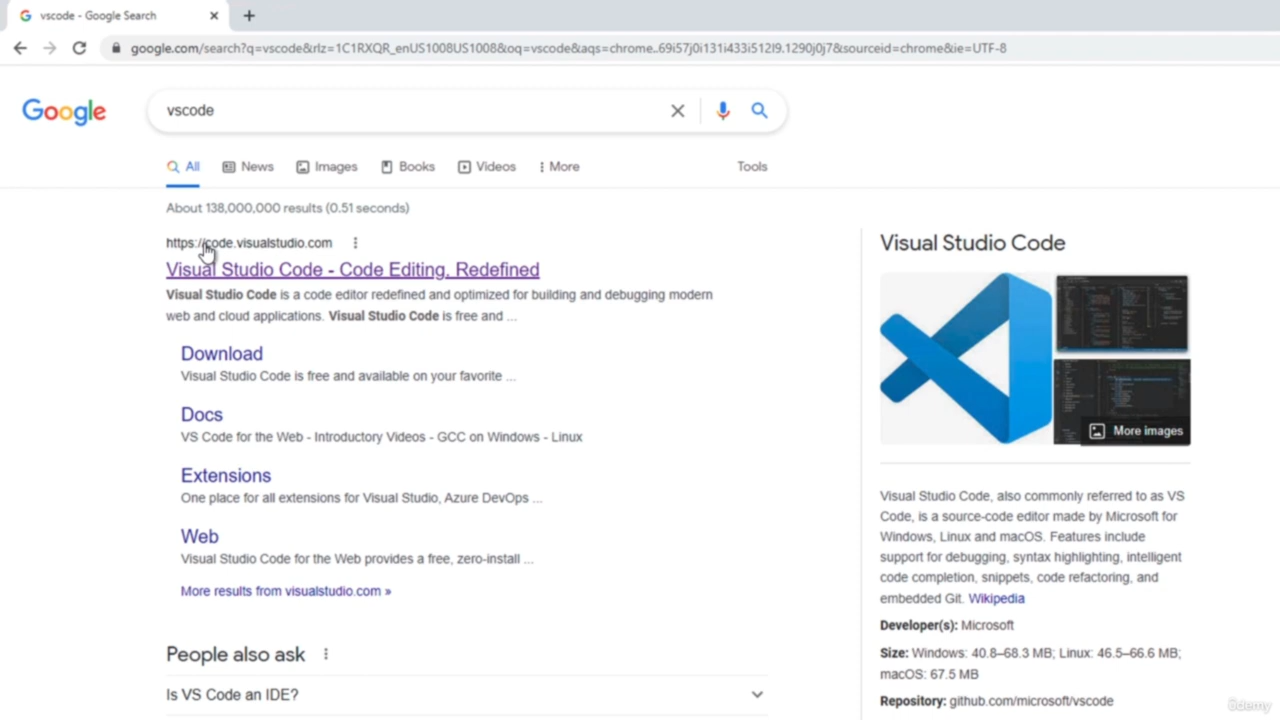 vscode - Google Search
google.com/search?q=vscode&rlz=1C1RXQR_enUS1008US1008&oq=vscode&aqs=chrome..69i57j0i131i433i512l9.1290j0j7&sourceid=chrome&ie=UTF-8
Google
vscode
All News Images Books Videos More Tools
About 138,000,000 results (0.51 seconds)
https://code.visualstudio.com
Visual Studio Code - Code Editing. Redefined
Visual Studio Code is a code editor redefined and optimized for building and debugging modern
web and cloud applications. Visual Studio Code is free and ...
Download
Visual Studio Code is free and available on your favorite ...
Docs
VS Code for the Web - Introductory Videos - GCC on Windows - Linux
Extensions
One place for all extensions for Visual Studio, Azure DevOps ...
Web
Visual Studio Code for the Web provides a free, zero-install ...
More results from visualstudio.com »
People also ask
Is VS Code an IDE?
Visual Studio Code
More images
Visual Studio Code, also commonly referred to as VS
Code, is a source-code editor made by Microsoft for
Windows, Linux and macOS. Features include
support for debugging, syntax highlighting, intelligent
code completion, snippets, code refactoring, and
embedded Git. Wikipedia
Developer(s): Microsoft
Size: Windows: 40.8–68.3 MB; Linux: 46.5–66.6 MB;
macOS: 67.5 MB
Repository: github.com/microsoft/vscode
ûdemy